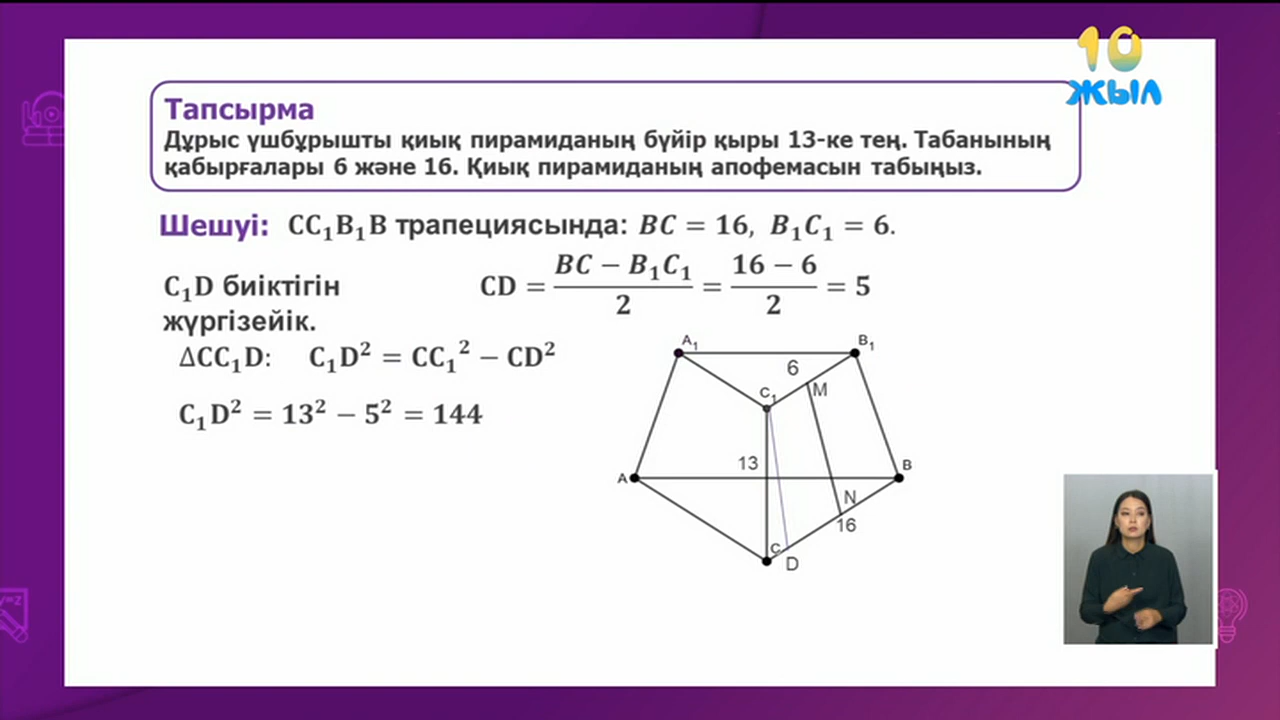 10
ЖЫЛ
Тапсырма
Дұрыс үшбұрышты қиық пирамиданың бүйір қыры 13-ке тең. Табанының
қабырғалары 6 және 16. Қиық пирамиданың апофемасын табыңыз.
Шешуі: CC₁B₁B трапециясында: BC = 16, B₁C₁ = 6.
C₁D биіктігін
жүргізейік.
CD = (BC − B₁C₁)/2 = (16 − 6)/2 = 5
ΔCC₁D: C₁D² = CC₁² − CD²
C₁D² = 13² − 5² = 144
A₁ B₁
6
C₁ M
13
A B
N
16
C
D